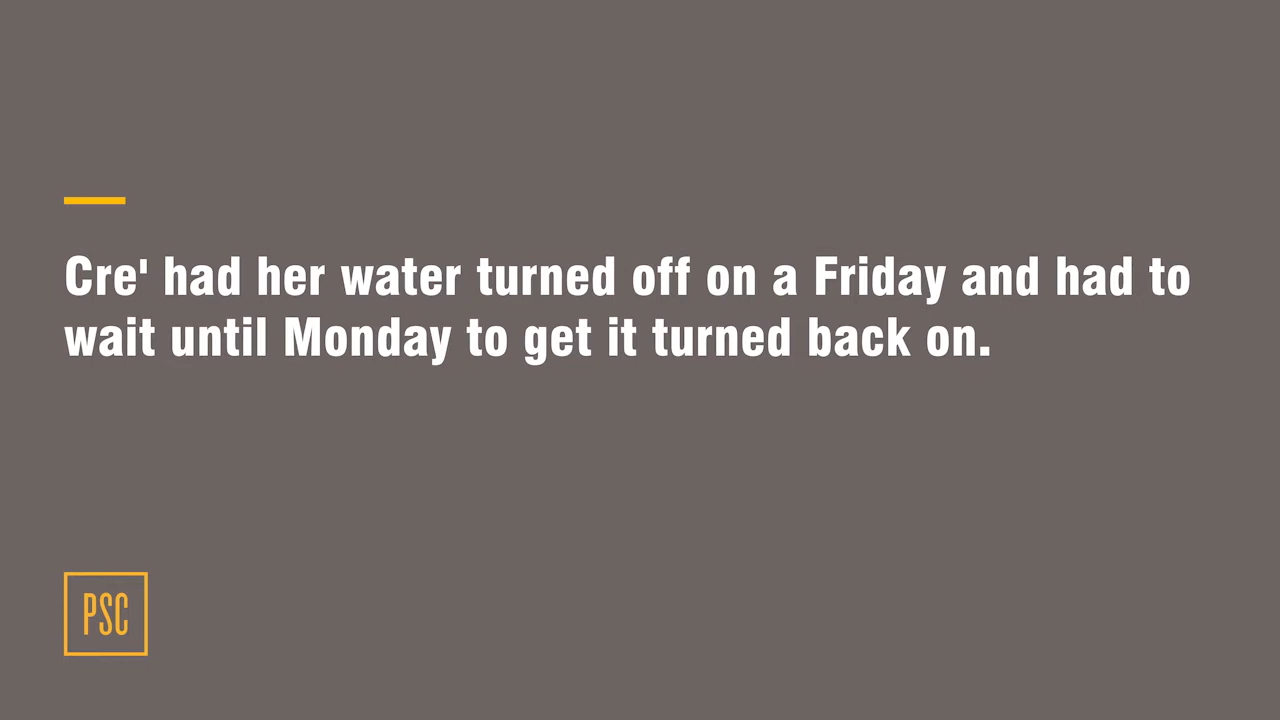 Cre' had her water turned off on a Friday and had to
wait until Monday to get it turned back on.
PSC